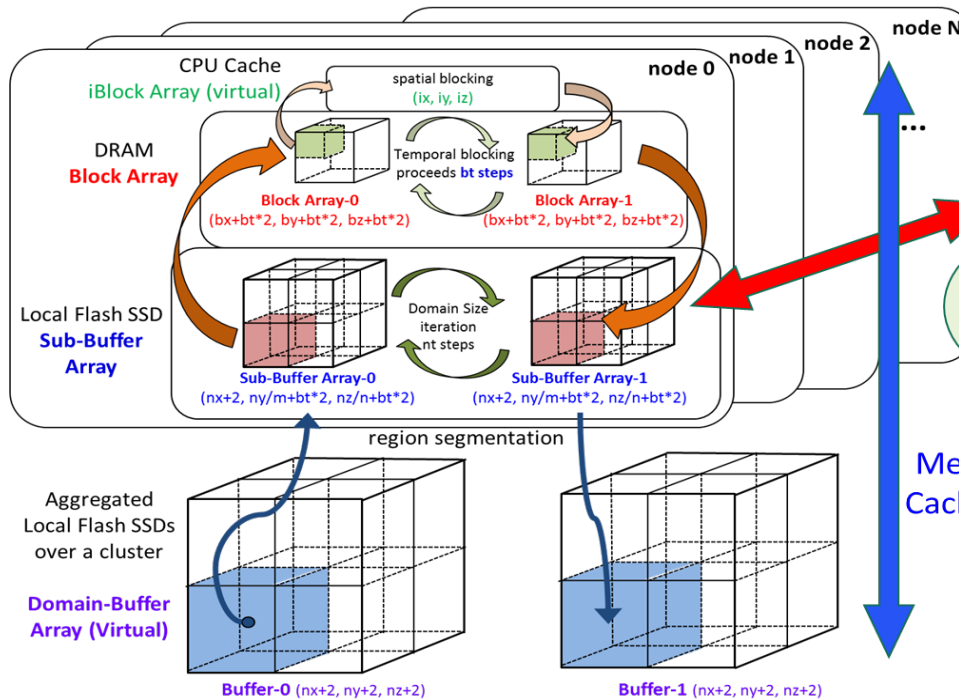 node N
node 2
node 1
node 0
...
CPU Cache
iBlock Array (virtual)
spatial blocking
(ix, iy, iz)
DRAM
Block Array
Temporal blocking
proceeds bt steps
Block Array-0
(bx+bt*2, by+bt*2, bz+bt*2)
Block Array-1
(bx+bt*2, by+bt*2, bz+bt*2)
Local Flash SSD
Sub-Buffer
Array
Domain Size
iteration
nt steps
Sub-Buffer Array-0
(nx+2, ny/m+bt*2, nz/n+bt*2)
Sub-Buffer Array-1
(nx+2, ny/m+bt*2, nz/n+bt*2)
region segmentation
Aggregated
Local Flash SSDs
over a cluster
Domain-Buffer
Array (Virtual)
Me
Cach
Buffer-0 (nx+2, ny+2, nz+2)
Buffer-1 (nx+2, ny+2, nz+2)